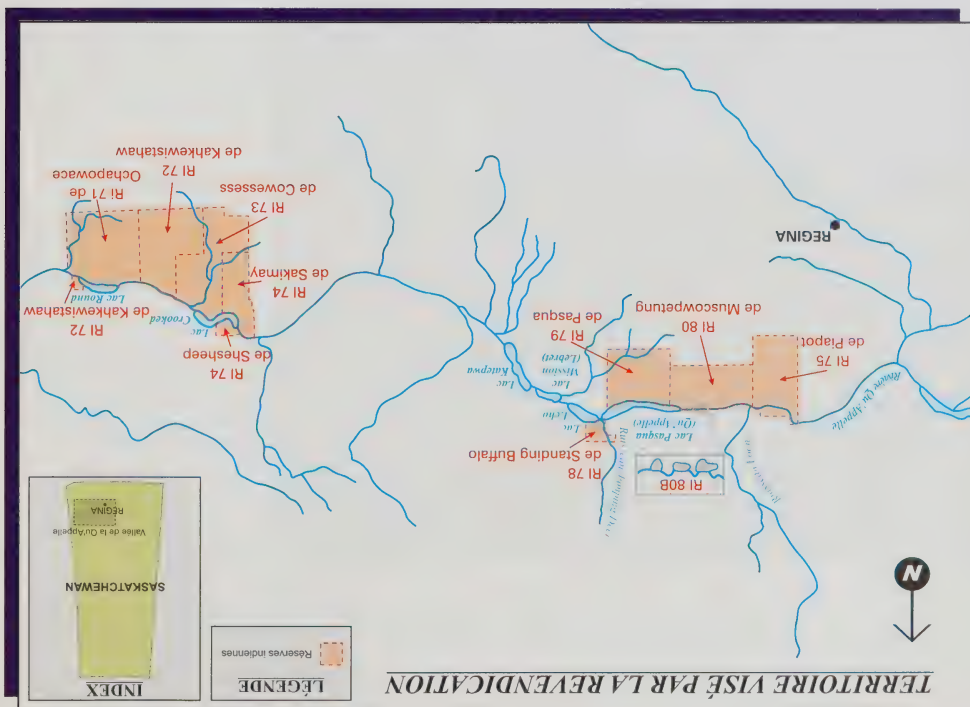 TERRITOIRE VISÉ PAR LA REVENDICATION
N
LÉGENDE
Réserves indiennes
INDEX
SASKATCHEWAN
Vallée de la Qu'Appelle
RÉGINA
RI 80B
RI 78
de Standing Buffalo
Lac Pasqua
(Qu'Appelle)
Lac
Echo
Rivière Qu'Appelle
RI 75
de Piapot
RI 80
de Muscowpetung
RI 79
de Pasqua
Lac
Mission
(Lebret)
Lac
Katepwa
REGINA
RI 74
de Shesheep
Lac
Crooked
RI 72
de Kahkewistahaw
Lac Round
RI 74
de Sakimay
RI 73
de Cowessess
RI 72
de Kahkewistahaw
RI 71 de
Ochapowace